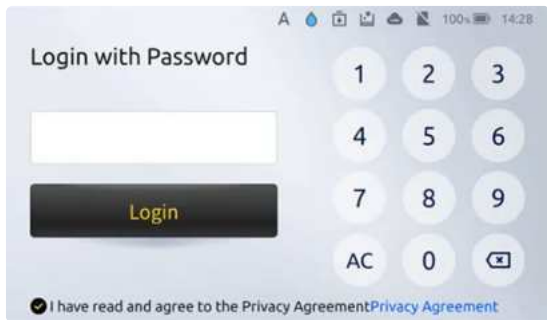 A 100% 14:28
Login with Password
1 2 3
4 5 6
Login
7 8 9
AC 0
I have read and agree to the Privacy AgreementPrivacy Agreement